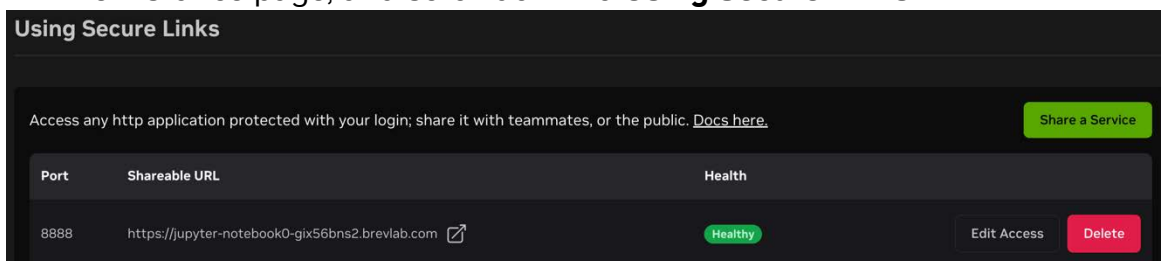 Using Secure Links
Access any http application protected with your login; share it with teammates, or the public. Docs here.
Share a Service
Port Shareable URL Health
8888 https://jupyter-notebook0-gix56bns2.brevlab.com Healthy Edit Access Delete